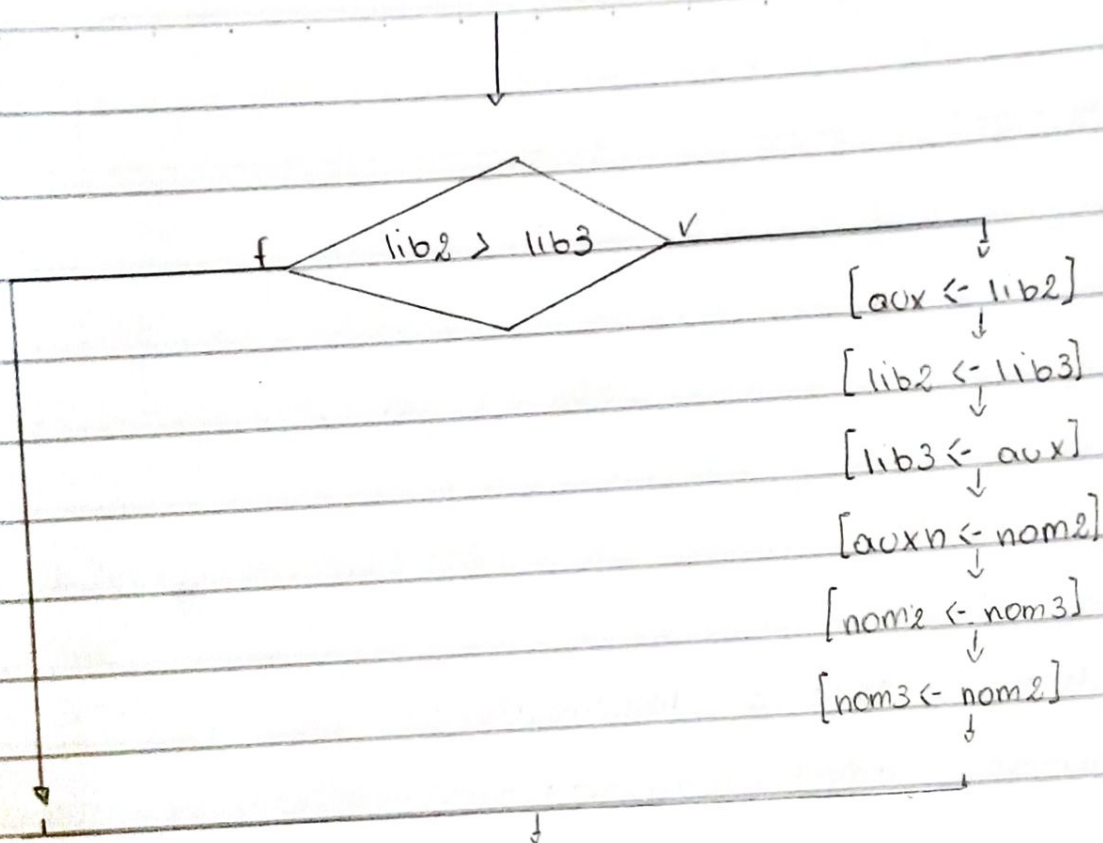 f lib2 > lib3 v
[aux <- lib2]
[lib2 <- lib3]
[lib3 <- aux]
[auxn <- nom2]
[nom2 <- nom3]
[nom3 <- nom2]